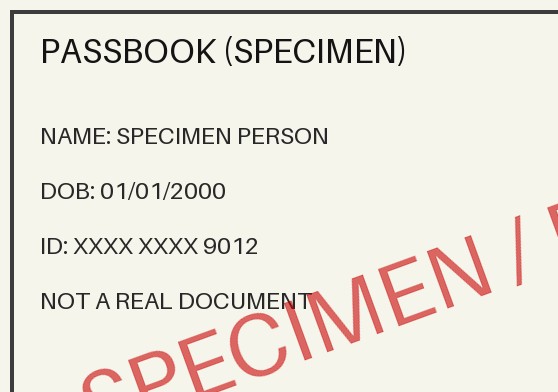 PASSBOOK (SPECIMEN)
NAME: SPECIMEN PERSON
DOB: 01/01/2000
ID: XXXX XXXX 9012
NOT A REAL DOCUMENT
SPECIMEN /